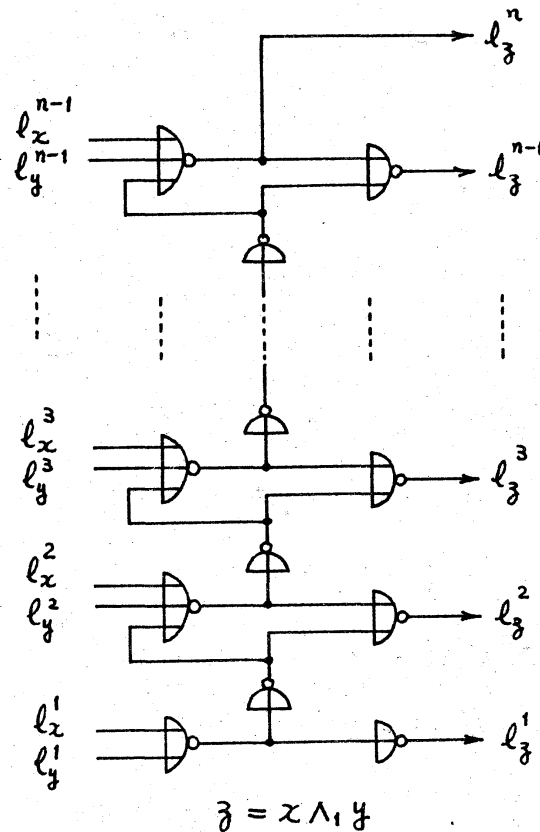 ℓ_z^n
ℓ_x^{n-1}
ℓ_y^{n-1}
ℓ_z^{n-1}
ℓ_x^3
ℓ_y^3
ℓ_z^3
ℓ_x^2
ℓ_y^2
ℓ_z^2
ℓ_x^1
ℓ_y^1
ℓ_z^1
z = x ∧₁ y